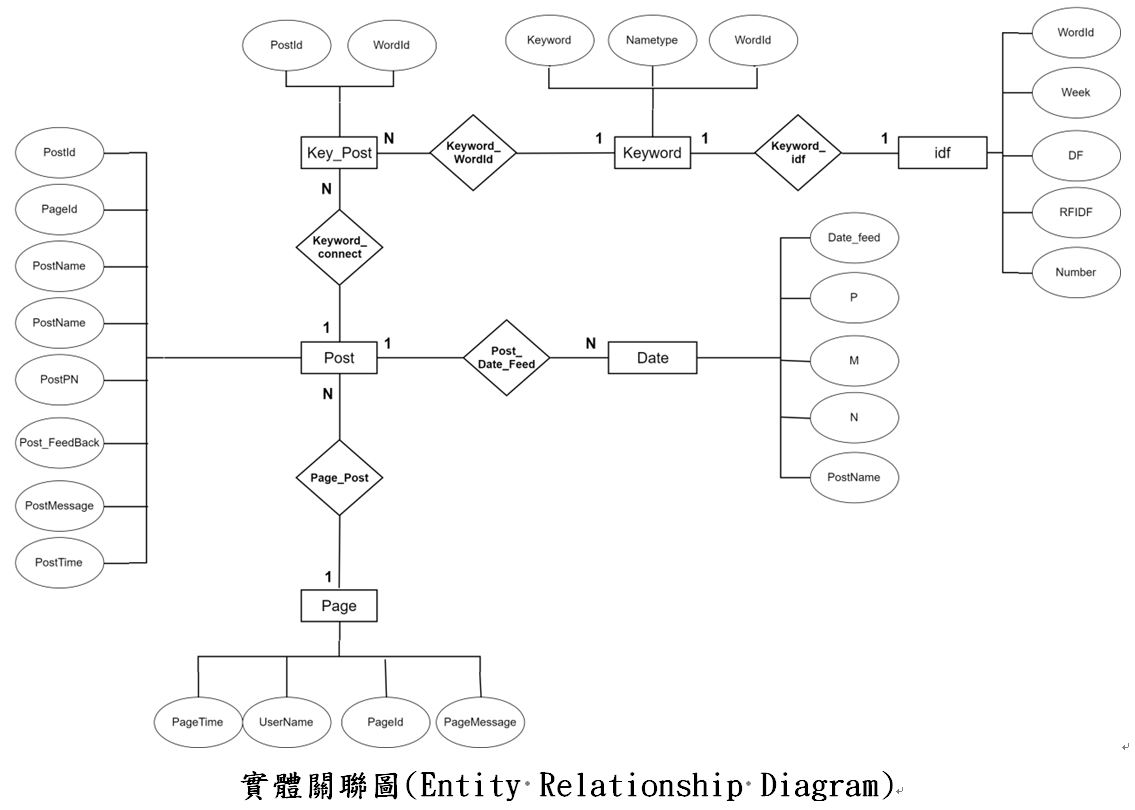 PostId
WordId
Keyword
Nametype
WordId
WordId
Week
DF
RFIDF
Number
Key_Post
N
Keyword_
WordId
1
Keyword
1
Keyword_
idf
1
idf
N
Keyword_
connect
1
PostId
PageId
PostName
PostName
PostPN
Post_FeedBack
PostMessage
PostTime
Post
1
Post_
Date_Feed
N
Date
Date_feed
P
M
N
PostName
N
Page_Post
1
Page
PageTime
UserName
PageId
PageMessage
實體關聯圖(Entity Relationship Diagram)